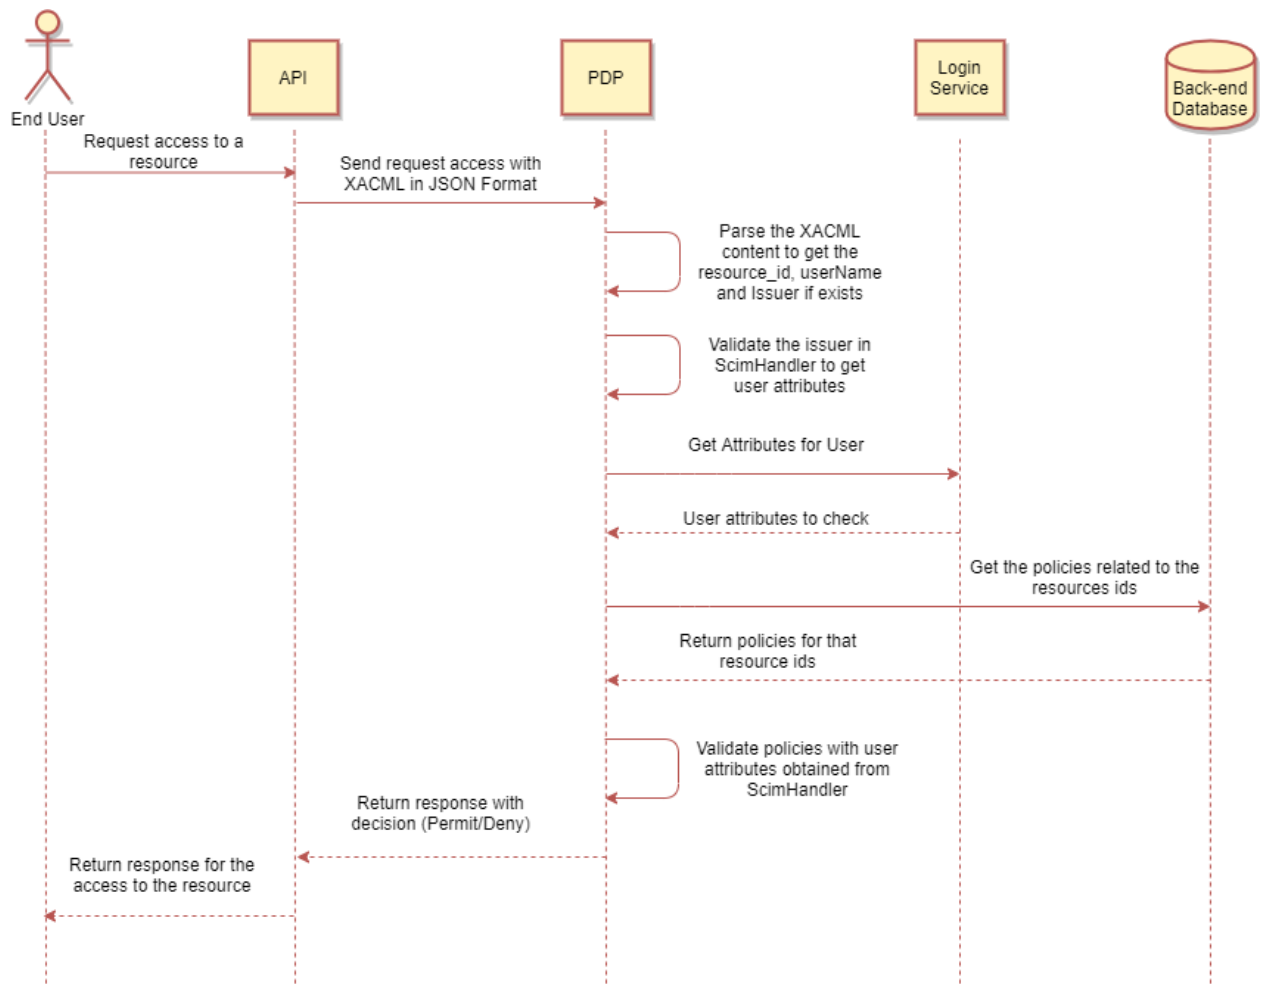 End User
API
PDP
Login
Service
Back-end
Database
Request access to a
resource
Send request access with
XACML in JSON Format
Parse the XACML
content to get the
resource_id, userName
and Issuer if exists
Validate the issuer in
ScimHandler to get
user attributes
Get Attributes for User
User attributes to check
Get the policies related to the
resources ids
Return policies for that
resource ids
Validate policies with user
attributes obtained from
ScimHandler
Return response with
decision (Permit/Deny)
Return response for the
access to the resource